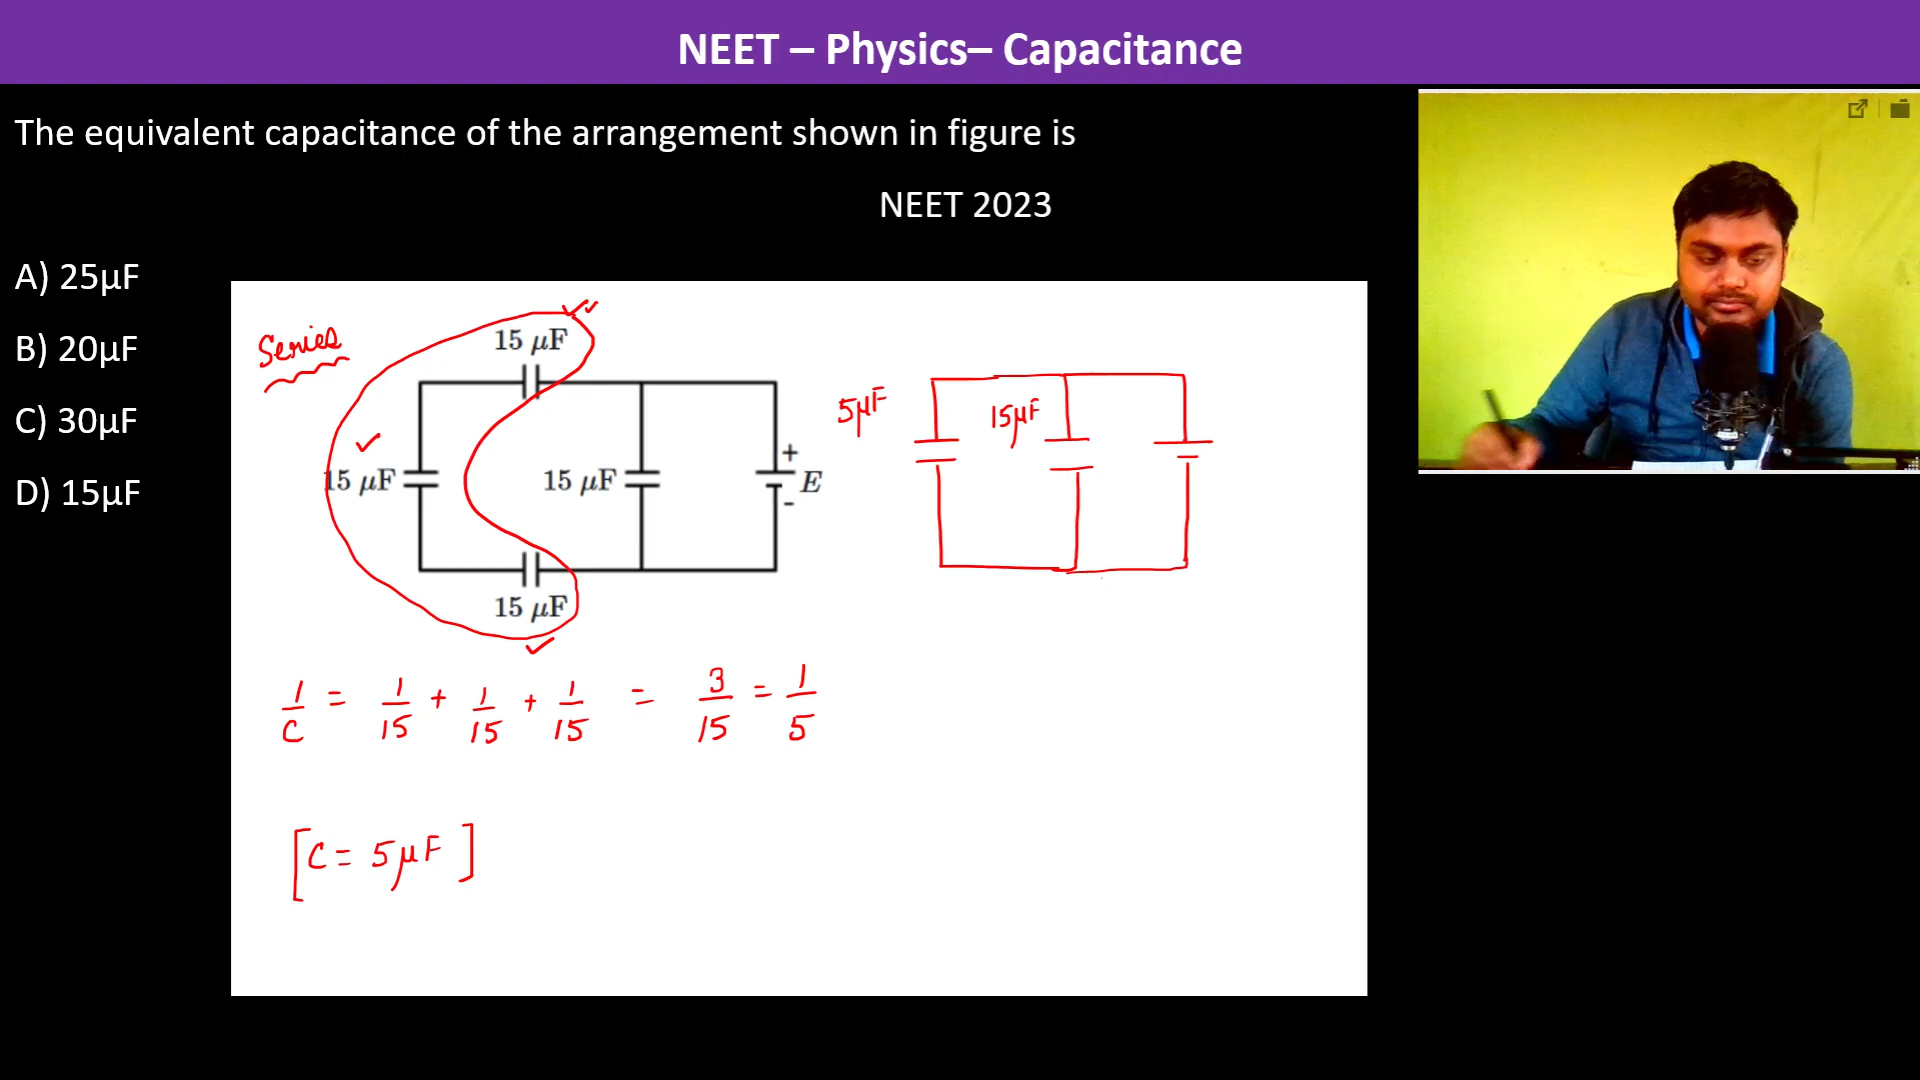 NEET – Physics– Capacitance
The equivalent capacitance of the arrangement shown in figure is
NEET 2023
A) 25μF
B) 20μF
C) 30μF
D) 15μF
Series
15 μF
15 μF
15 μF
+
E
-
15 μF
5μF
15μF
1/C = 1/15 + 1/15 + 1/15 = 3/15 = 1/5
[C = 5μF]